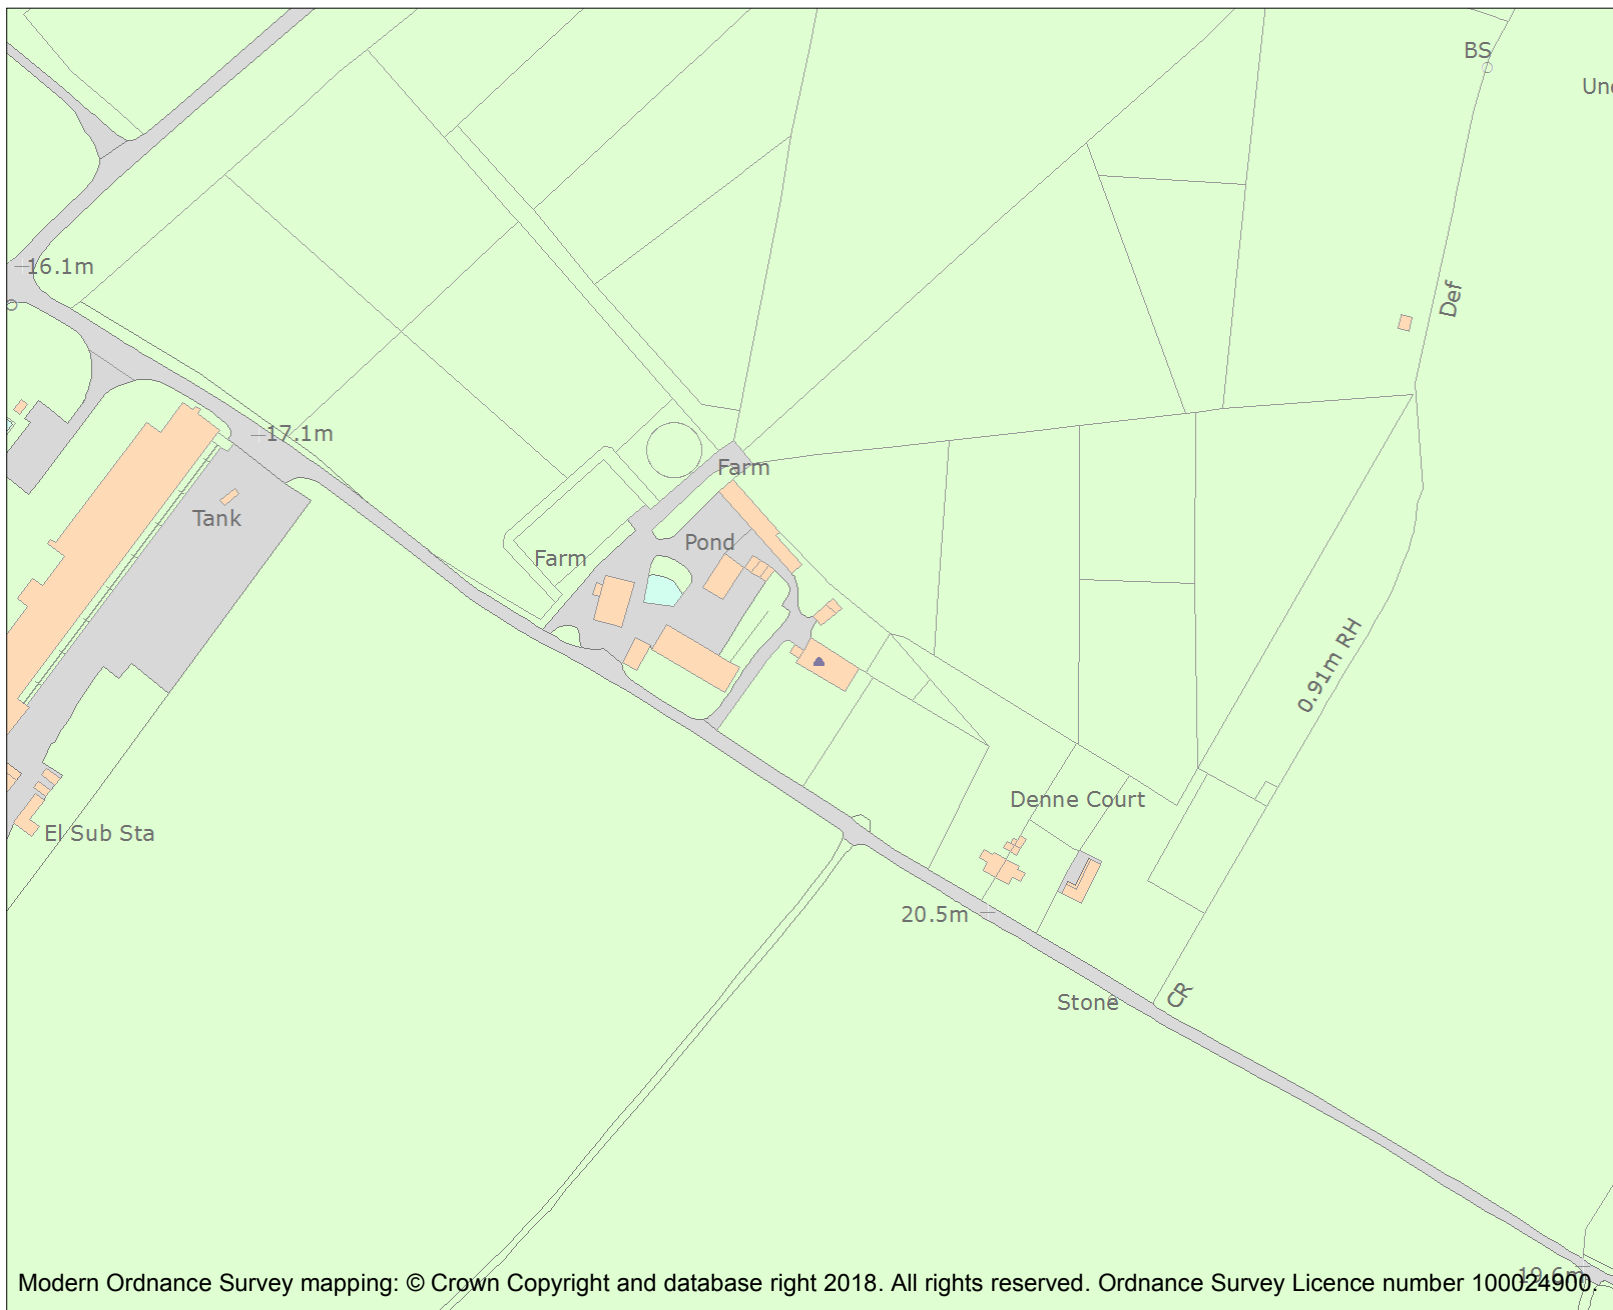 BS
16.1m
Def
17.1m
Farm
Tank
Pond
Farm
0.91m RH
Denne Court
El Sub Sta
20.5m
CR
Stone
19.6m
Modern Ordnance Survey mapping: © Crown Copyright and database right 2018. All rights reserved. Ordnance Survey Licence number 100024900.